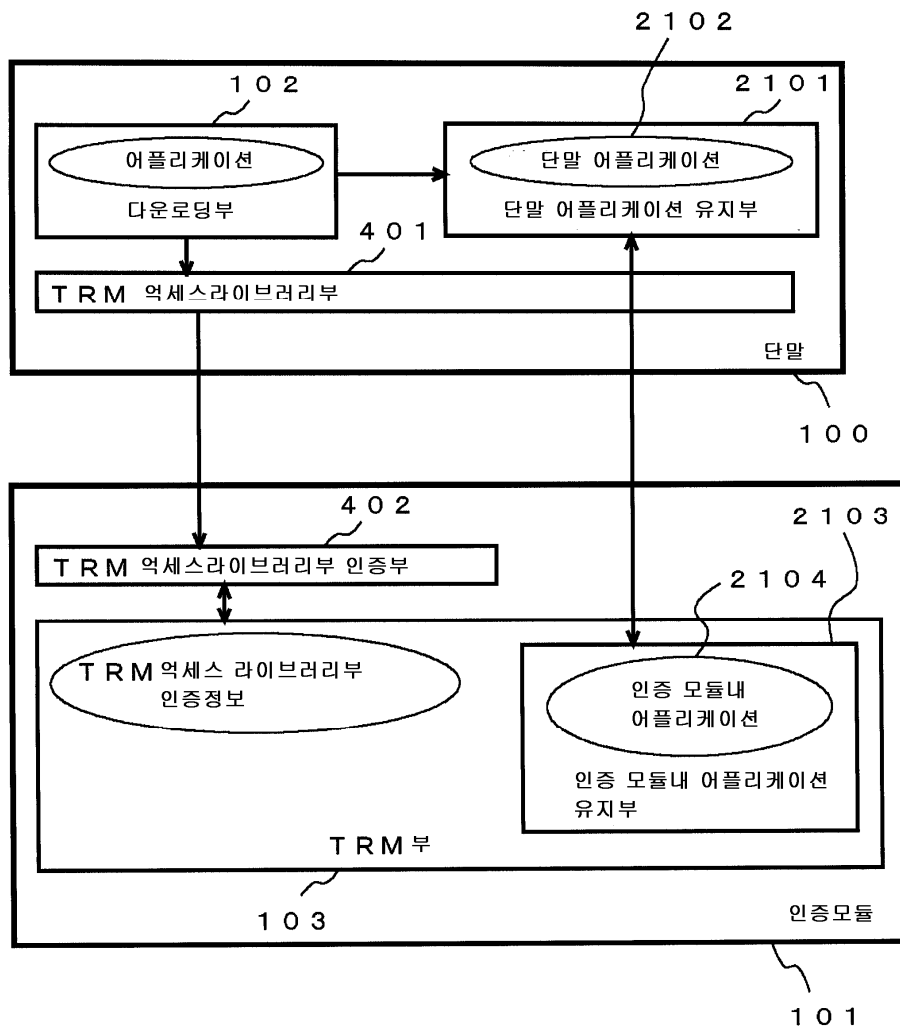 2102
102
2101
어플리케이션
다운로딩부
단말 어플리케이션
단말 어플리케이션 유지부
401
TRM 억세스라이브러리부
단말
100
402
2103
TRM 억세스라이브러리부 인증부
2104
TRM 억세스 라이브러리부
인증정보
인증 모듈내
어플리케이션
인증 모듈내 어플리케이션
유지부
TRM부
103
인증모듈
101